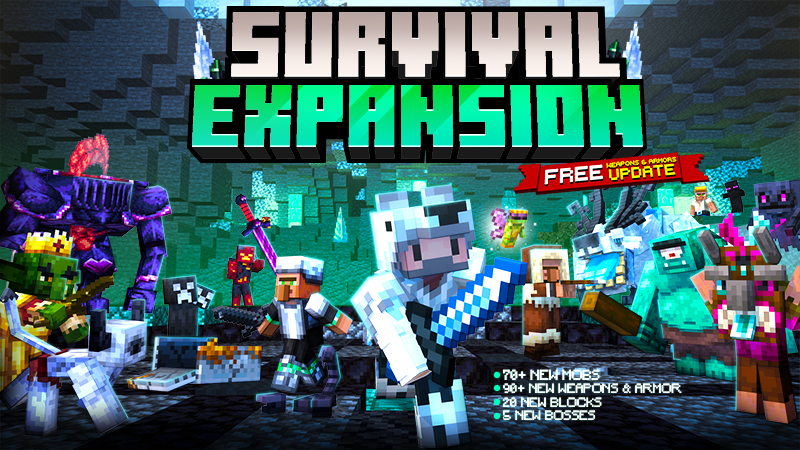 SURVIVAL
EXPANSION
FREE WEAPONS & ARMORS UPDATE
70+ NEW MOBS
90+ NEW WEAPONS & ARMOR
20 NEW BLOCKS
5 NEW BOSSES